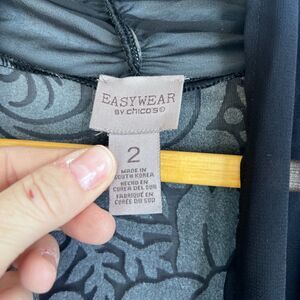 EASYWEAR
BY CHICO'S©
2
MADE IN
SOUTH KOREA
HECHO EN
COREA DEL SUR
FABRIQUÉ EN
CORÉE DU SUD